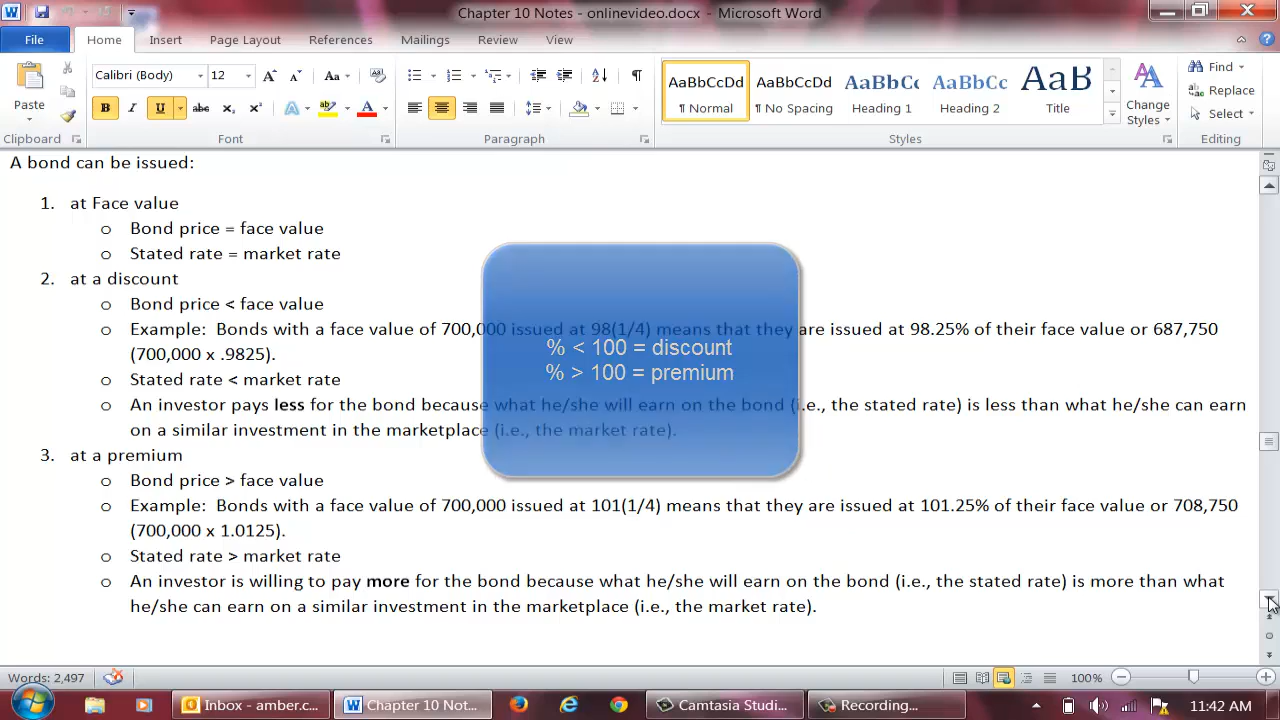 Chapter 10 Notes - onlinevideo.docx - Microsoft Word
File Home Insert Page Layout References Mailings Review View
Paste
Calibri (Body) 12 Aa
B I U abc x₂ x² A A
AaBbCcDd AaBbCcDd AaBbCc AaBbCc AaB
¶ Normal ¶ No Spacing Heading 1 Heading 2 Title
Change Styles
Find
Replace
Select
Clipboard Font Paragraph Styles Editing
A bond can be issued:
1. at Face value
o Bond price = face value
o Stated rate = market rate
2. at a discount
o Bond price < face value
o Example: Bonds with a face value of 700,000 issued at 98(1/4) means that they are issued at 98.25% of their face value or 687,750
(700,000 x .9825).
o Stated rate < market rate
o An investor pays less for the bond because what he/she will earn on the bond (i.e., the stated rate) is less than what he/she can earn
on a similar investment in the marketplace (i.e., the market rate).
3. at a premium
o Bond price > face value
o Example: Bonds with a face value of 700,000 issued at 101(1/4) means that they are issued at 101.25% of their face value or 708,750
(700,000 x 1.0125).
o Stated rate > market rate
o An investor is willing to pay more for the bond because what he/she will earn on the bond (i.e., the stated rate) is more than what
he/she can earn on a similar investment in the marketplace (i.e., the market rate).
% < 100 = discount
% > 100 = premium
Words: 2,497 100%
Inbox - amber.c... Chapter 10 Not... Camtasia Studi... Recording... 11:42 AM